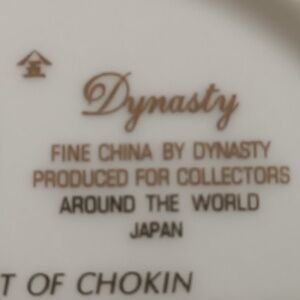 Dynasty
FINE CHINA BY DYNASTY
PRODUCED FOR COLLECTORS
AROUND THE WORLD
JAPAN
T OF CHOKIN